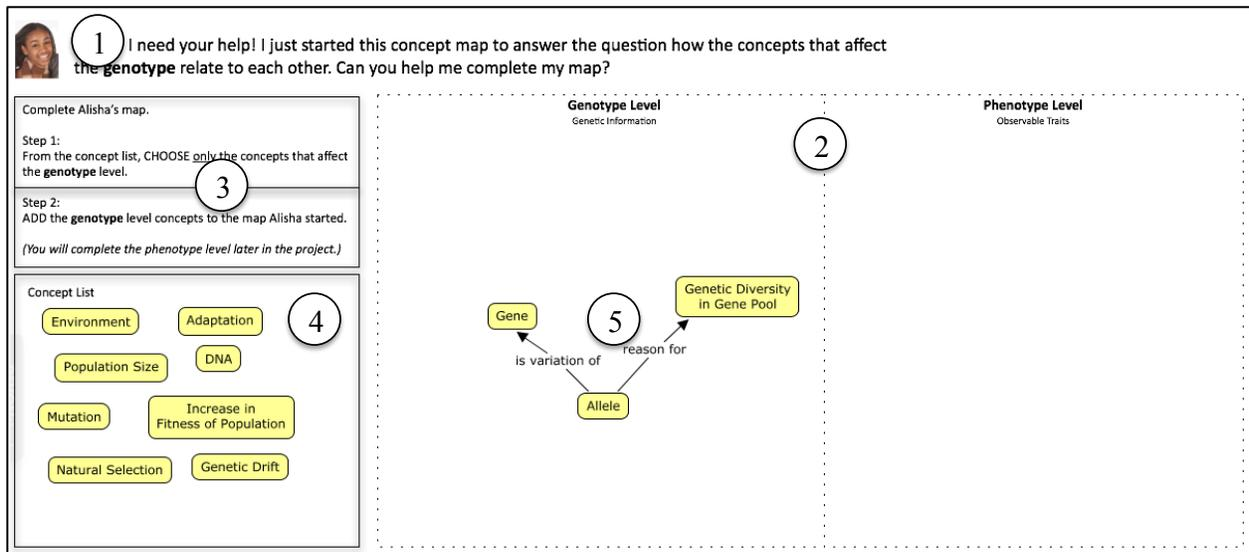 1
I need your help! I just started this concept map to answer the question how the concepts that affect
the genotype relate to each other. Can you help me complete my map?
Complete Alisha’s map.
Step 1:
From the concept list, CHOOSE only the concepts that affect
the genotype level.
3
Step 2:
ADD the genotype level concepts to the map Alisha started.
(You will complete the phenotype level later in the project.)
Concept List
4
Environment
Adaptation
Population Size
DNA
Mutation
Increase in
Fitness of Population
Natural Selection
Genetic Drift
Genotype Level
Genetic Information
2
Phenotype Level
Observable Traits
Gene
5
Genetic Diversity
in Gene Pool
is variation of
reason for
Allele